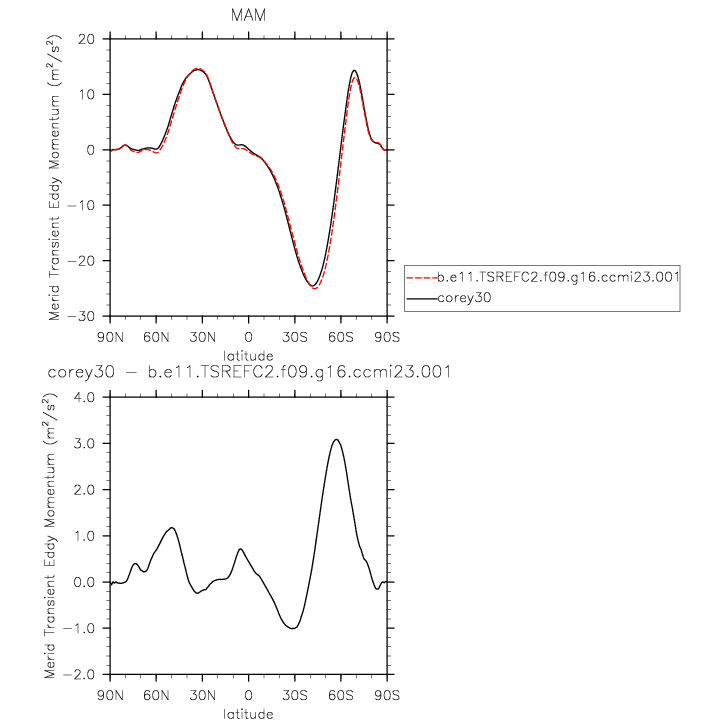 MAM
Merid Transient Eddy Momentum (m²/s²)
20
10
0
−10
−20
−30
90N 60N 30N 0 30S 60S 90S
latitude
b.e11.TSREFC2.f09.g16.ccmi23.001
corey30
corey30 − b.e11.TSREFC2.f09.g16.ccmi23.001
Merid Transient Eddy Momentum (m²/s²)
4.0
3.0
2.0
1.0
0.0
−1.0
−2.0
90N 60N 30N 0 30S 60S 90S
latitude